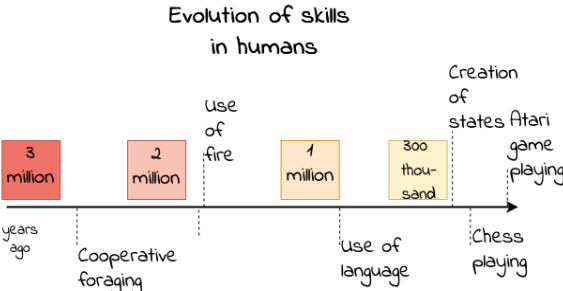 Evolution of skills
in humans
Creation
of
states
Use
of
fire
Atari
game
playing
3
million
2
million
1
million
300
thou-
sand
years
ago
Cooperative
foraging
Use of
language
Chess
playing